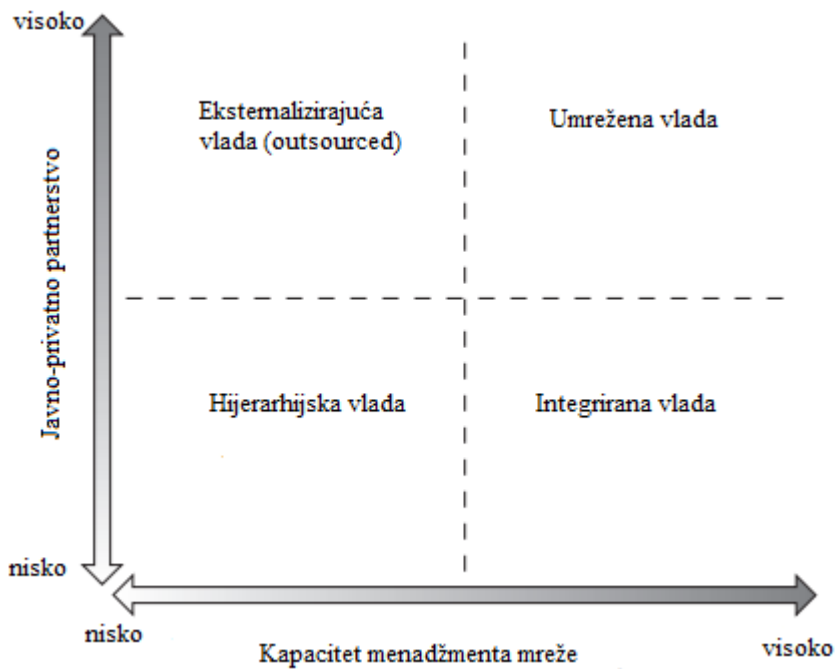 visoko
Eksternalizirajuća
vlada (outsourced)
Umrežena vlada
Javno-privatno partnerstvo
Hijerarhijska vlada
Integrirana vlada
nisko
nisko
Kapacitet menadžmenta mreže
visoko